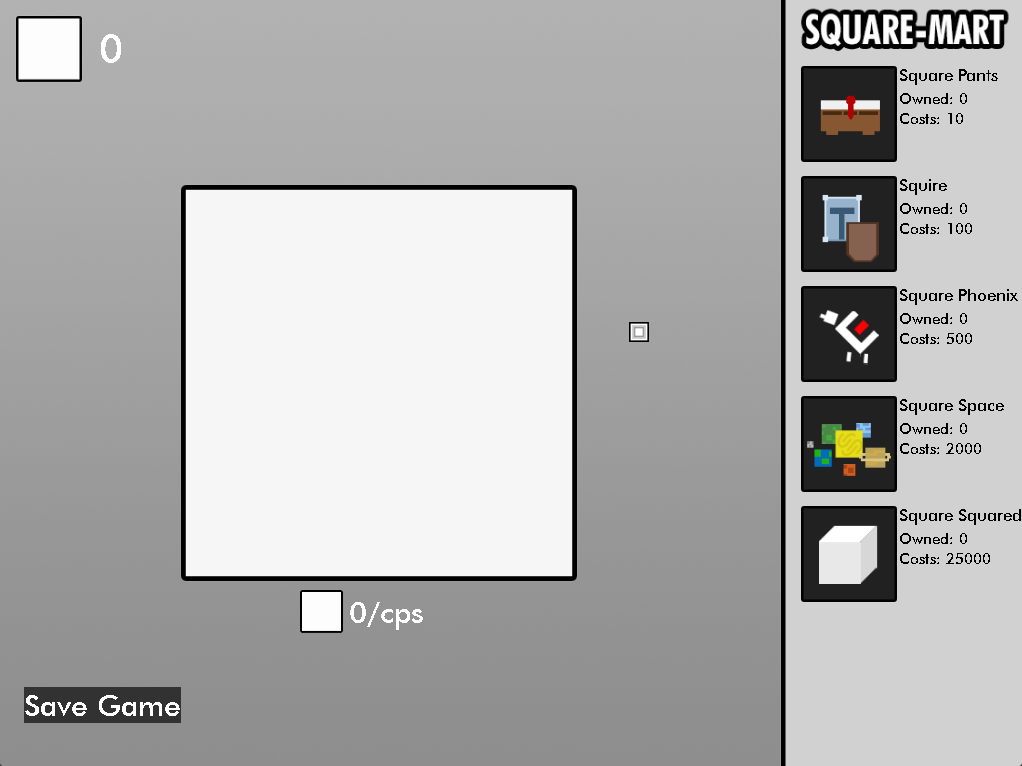 0
SQUARE-MART
Square Pants
Owned: 0
Costs: 10
Squire
Owned: 0
Costs: 100
T
Square Phoenix
Owned: 0
Costs: 500
Square Space
Owned: 0
Costs: 2000
Square Squared
Owned: 0
Costs: 25000
0/cps
Save Game